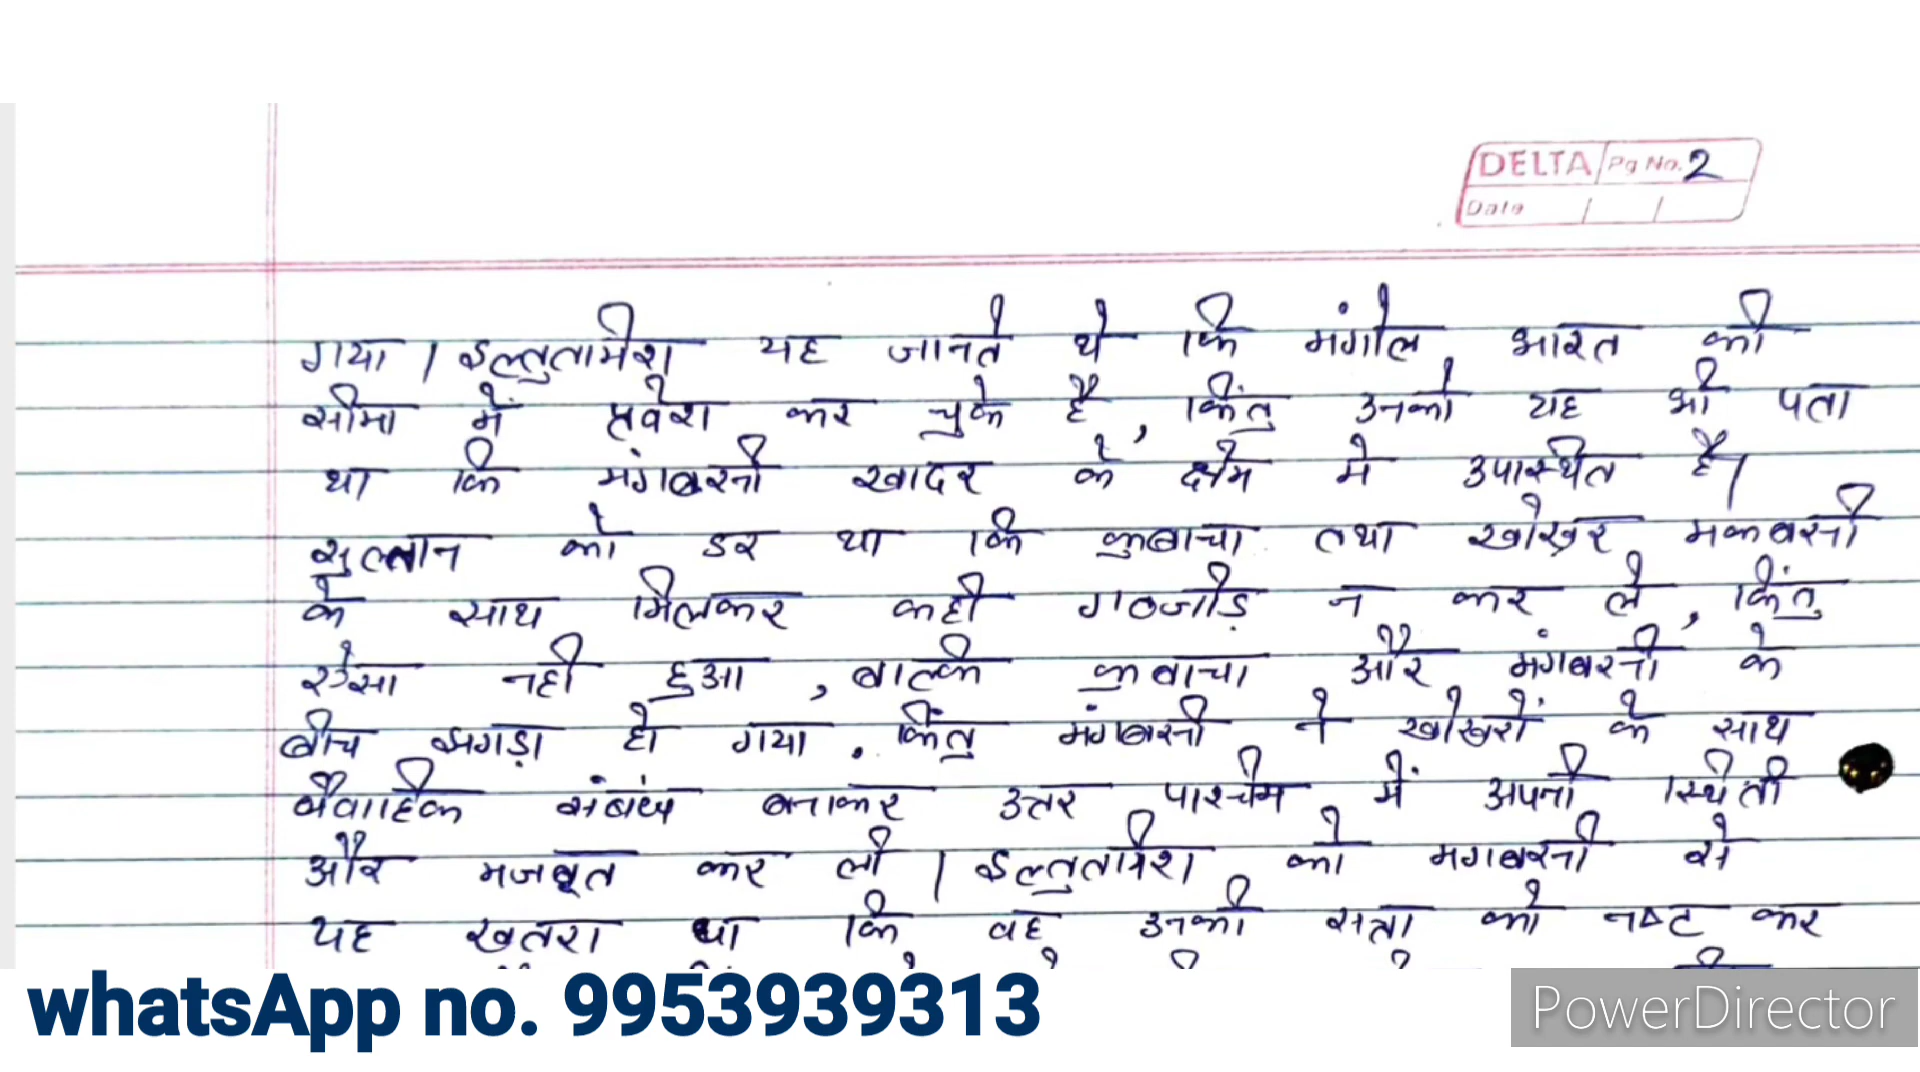 DELTA Pg No. 2
Date
गया । इल्तुतमिश यह जानते थे कि मंगोल भारत की
सीमा में प्रवेश कर चुके है, किंतु उनको यह भी पता
था कि मंगबरनी खादर के क्षेत्र मे उपस्थित है।
सुल्तान को डर था कि कुबाचा तथा खोखर मकबरनी
के साथ मिलकर कही गठजोड़ न कर ले, किंतु
ऐसा नही हुआ, बल्कि कुबाचा और मंगबरनी के
बीच झगड़ा हो गया . किंतु मंगबरनी ने खोखरों के साथ
वैवाहिक संबंध बनाकर उत्तर पश्चिम में अपनी स्थिती
और मजबूत कर ली । इल्तुतमिश को मगबरनी से
यह खतरा था कि वह उनकी सत्ता को नष्ट कर
whatsApp no. 9953939313
PowerDirector